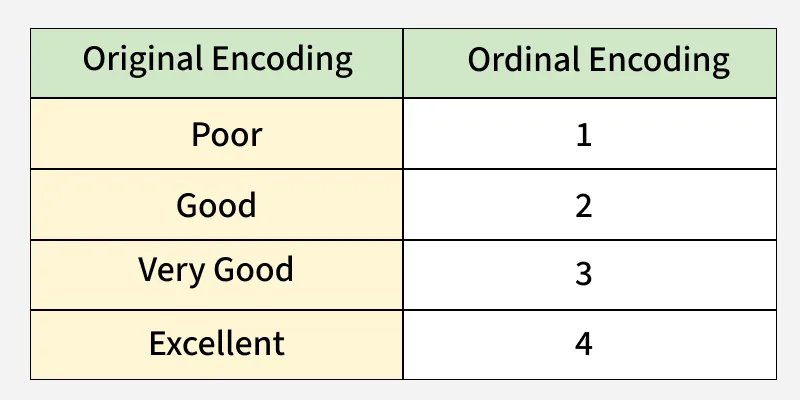 Original Encoding Ordinal Encoding
Poor 1
Good 2
Very Good 3
Excellent 4